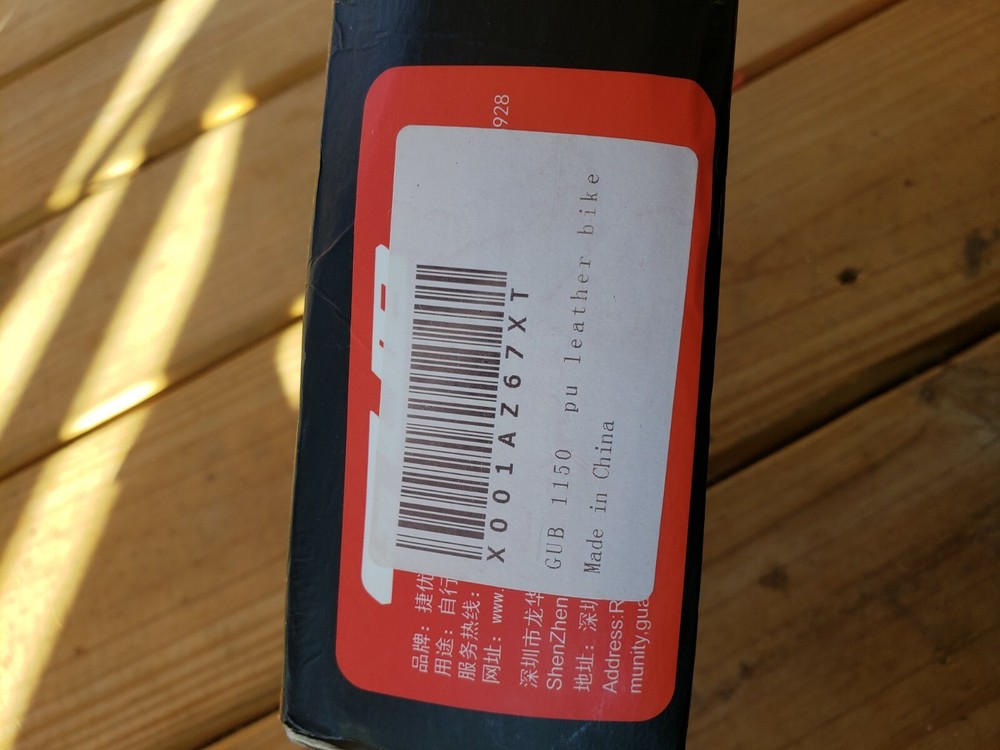 X001AZ67XT
GUB 1150 pu leather bike
Made in China
928
品牌：捷优
用途：自行
服务热线：
网址：www.
深圳市龙华
ShenZhen
地址：深圳
Address:R
munity,gua